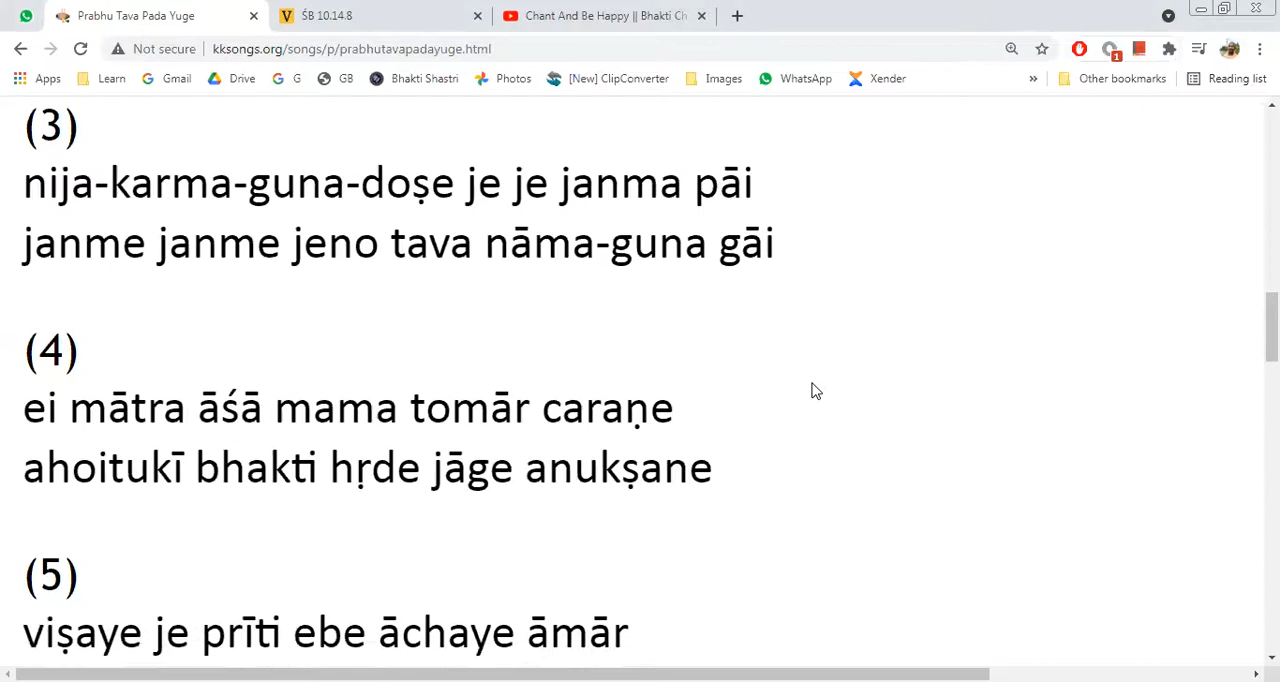 Prabhu Tava Pada Yuge
ŚB 10.14.8
Chant And Be Happy || Bhakti Ch
Not secure
kksongs.org/songs/p/prabhutavapadayuge.html
1
Apps
Learn
Gmail
Drive
G
GB
Bhakti Shastri
Photos
[New] ClipConverter
Images
WhatsApp
Xender
»
Other bookmarks
Reading list
(3)
nija-karma-guna-doṣe je je janma pāi
janme janme jeno tava nāma-guna gāi
(4)
ei mātra āśā mama tomār caraṇe
ahoitukī bhakti hṛde jāge anukṣane
(5)
viṣaye je prīti ebe āchaye āmār